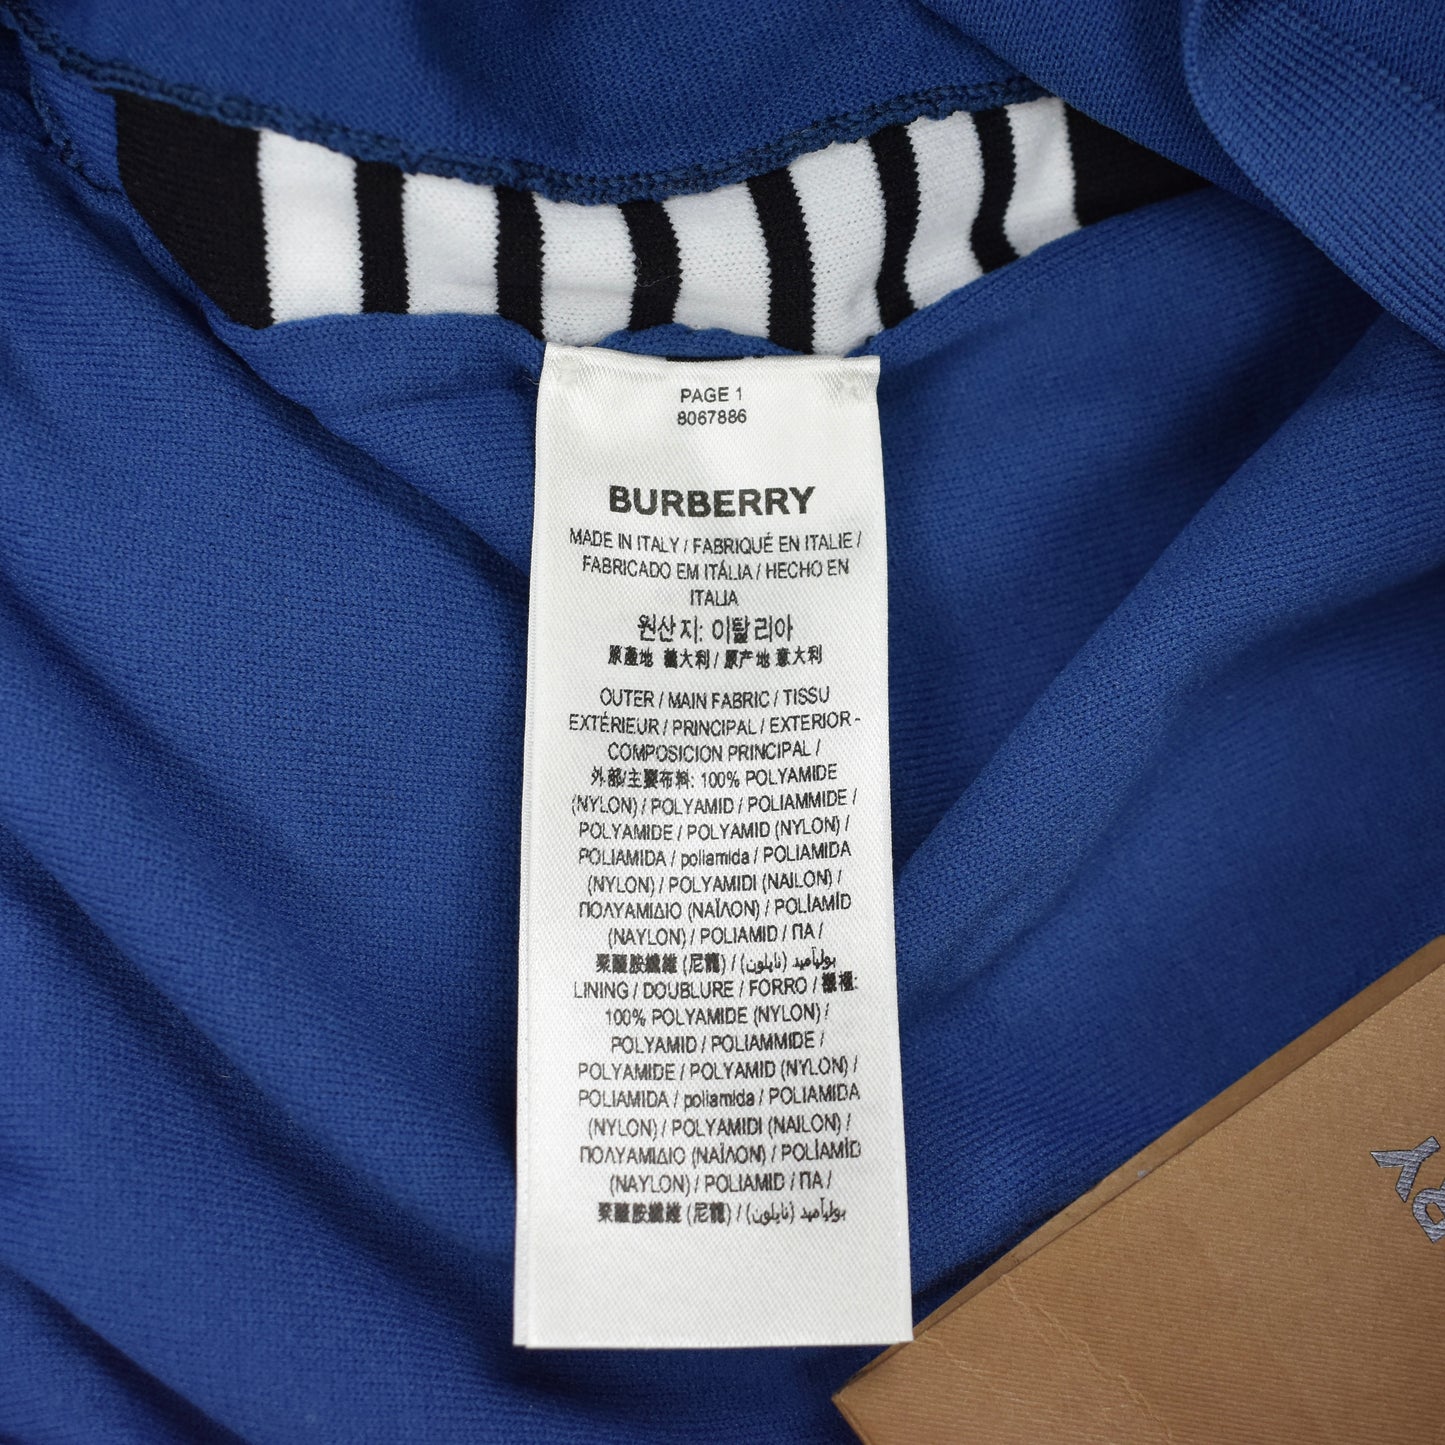 PAGE 1
8067886
BURBERRY
MADE IN ITALY / FABRIQUÉ EN ITALIE /
FABRICADO EM ITÁLIA / HECHO EN
ITALIA
원산지: 이탈리아
原產地 義大利 / 原产地 意大利
OUTER / MAIN FABRIC / TISSU
EXTÉRIEUR / PRINCIPAL / EXTERIOR -
COMPOSICION PRINCIPAL /
外部/主要布料: 100% POLYAMIDE
(NYLON) / POLYAMID / POLIAMMIDE /
POLYAMIDE / POLYAMID (NYLON) /
POLIAMIDA / poliamida / POLIAMIDA
(NYLON) / POLYAMIDI (NAILON) /
ΠΟΛΥΑΜΙΔΙΟ (ΝΑΪΛΟΝ) / POLİAMİD
(NAYLON) / POLIAMID / ПА /
聚醯胺纖維 (尼龍) / بولياميد (نايلون)
LINING / DOUBLURE / FORRO / 襯裡:
100% POLYAMIDE (NYLON) /
POLYAMID / POLIAMMIDE /
POLYAMIDE / POLYAMID (NYLON) /
POLIAMIDA / poliamida / POLIAMIDA
(NYLON) / POLYAMIDI (NAILON) /
ΠΟΛΥΑΜΙΔΙΟ (ΝΑΪΛΟΝ) / POLİAMİD
(NAYLON) / POLIAMID / ПА /
聚醯胺纖維 (尼龍) / بولياميد (نايلون)
RY